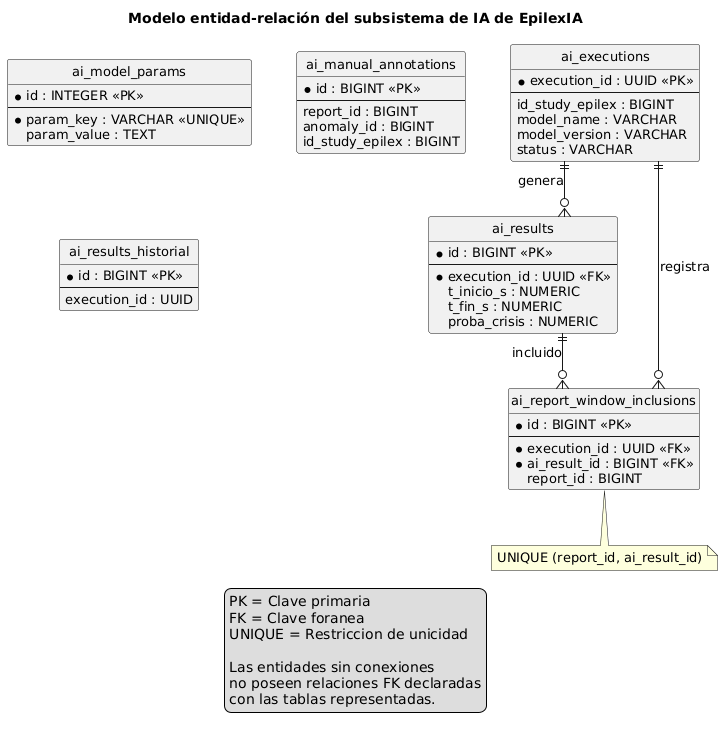 Modelo entidad-relación del subsistema de IA de EpilexIA
ai_model_params
id : INTEGER «PK»
param_key : VARCHAR «UNIQUE»
param_value : TEXT
ai_manual_annotations
id : BIGINT «PK»
report_id : BIGINT
anomaly_id : BIGINT
id_study_epilex : BIGINT
ai_executions
execution_id : UUID «PK»
id_study_epilex : BIGINT
model_name : VARCHAR
model_version : VARCHAR
status : VARCHAR
genera
registra
ai_results_historial
id : BIGINT «PK»
execution_id : UUID
ai_results
id : BIGINT «PK»
execution_id : UUID «FK»
t_inicio_s : NUMERIC
t_fin_s : NUMERIC
proba_crisis : NUMERIC
incluido
ai_report_window_inclusions
id : BIGINT «PK»
execution_id : UUID «FK»
ai_result_id : BIGINT «FK»
report_id : BIGINT
UNIQUE (report_id, ai_result_id)
PK = Clave primaria
FK = Clave foranea
UNIQUE = Restriccion de unicidad
Las entidades sin conexiones
no poseen relaciones FK declaradas
con las tablas representadas.